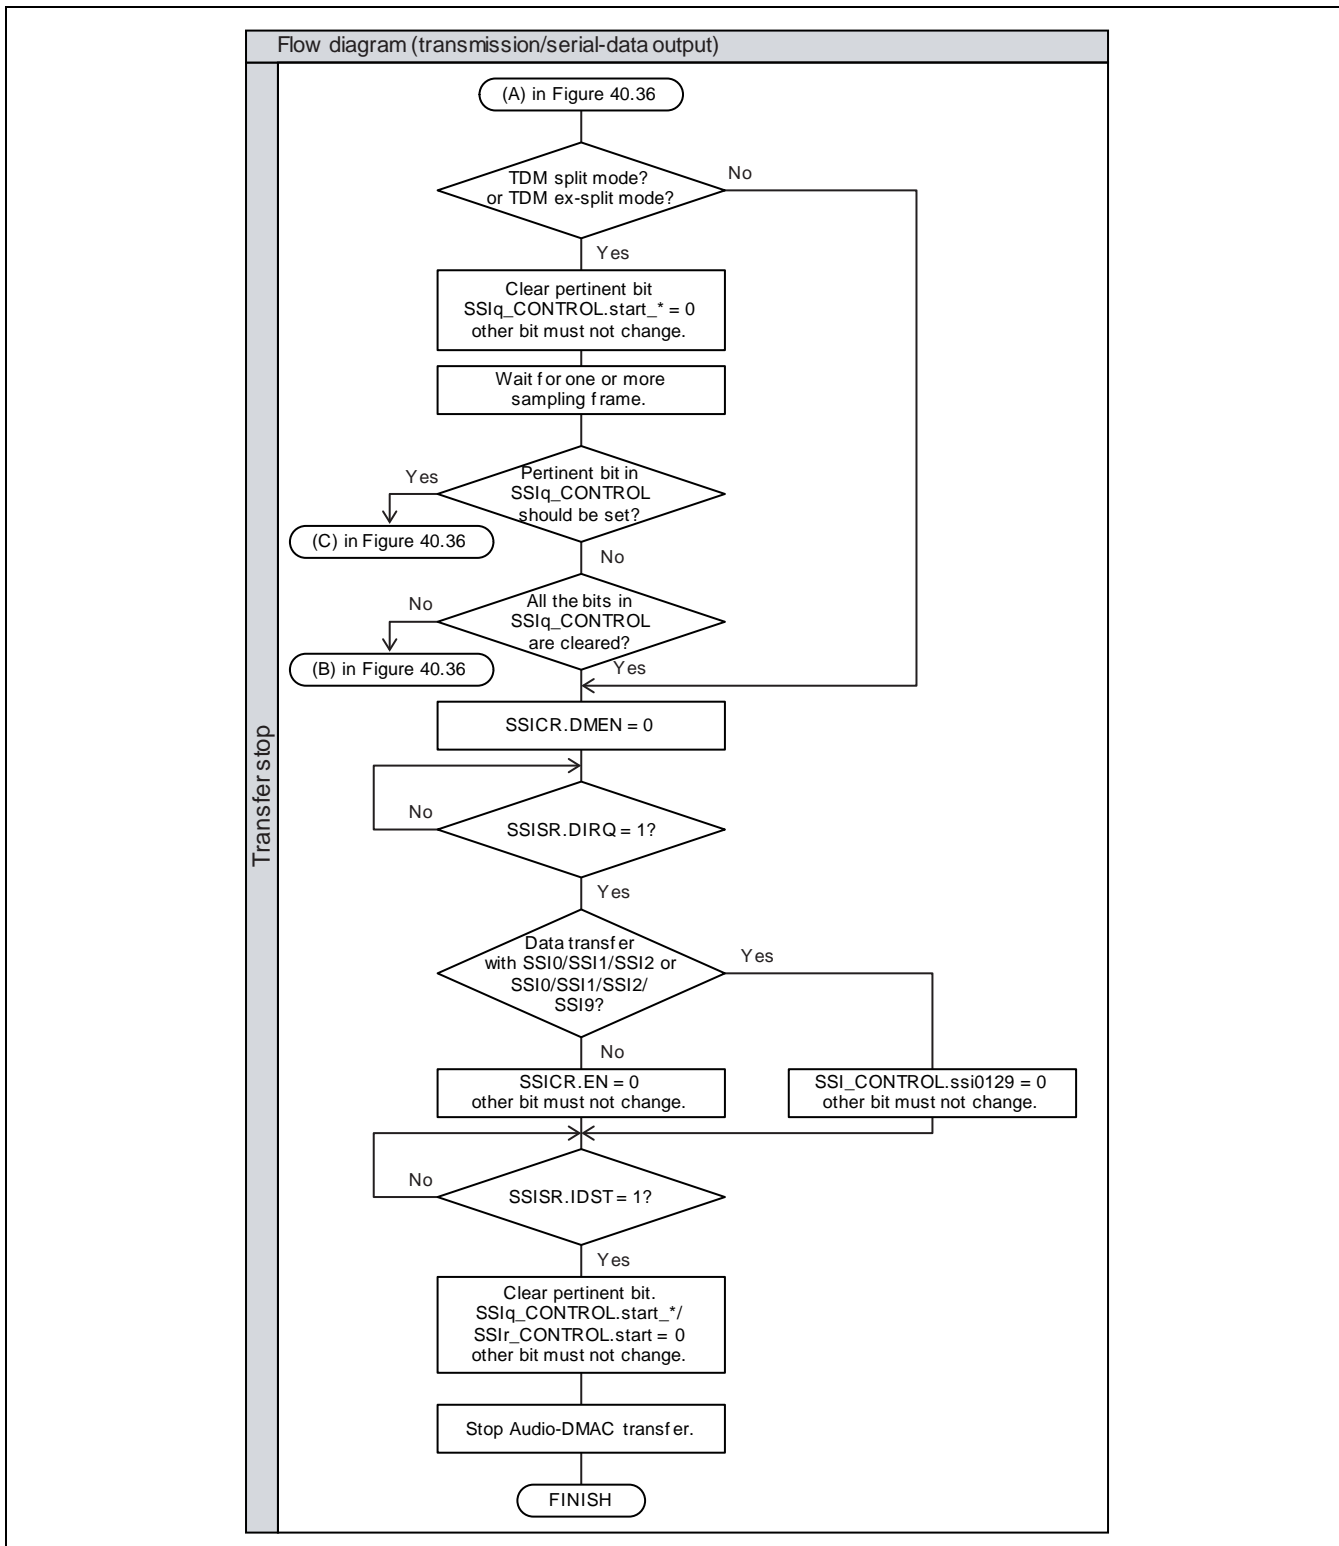 Flow diagram (transmission/serial-data output)
Transfer stop
(A) in Figure 40.36
TDM split mode?
or TDM ex-split mode?
No
Yes
Clear pertinent bit
SSIq_CONTROL.start_* = 0
other bit must not change.
Wait for one or more
sampling frame.
Pertinent bit in
SSIq_CONTROL
should be set?
Yes
(C) in Figure 40.36
No
All the bits in
SSIq_CONTROL
are cleared?
No
(B) in Figure 40.36
Yes
SSICR.DMEN = 0
SSISR.DIRQ = 1?
No
Yes
Data transfer
with SSI0/SSI1/SSI2 or
SSI0/SSI1/SSI2/
SSI9?
Yes
No
SSICR.EN = 0
other bit must not change.
SSI_CONTROL.ssi0129 = 0
other bit must not change.
SSISR.IDST = 1?
No
Yes
Clear pertinent bit.
SSIq_CONTROL.start_*/
SSIr_CONTROL.start = 0
other bit must not change.
Stop Audio-DMAC transfer.
FINISH